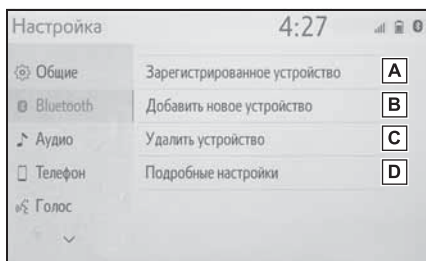 Настройка 4:27
Общие
Зарегистрированное устройство A
Bluetooth
Добавить новое устройство B
Аудио
Удалить устройство C
Телефон
Подробные настройки D
Голос